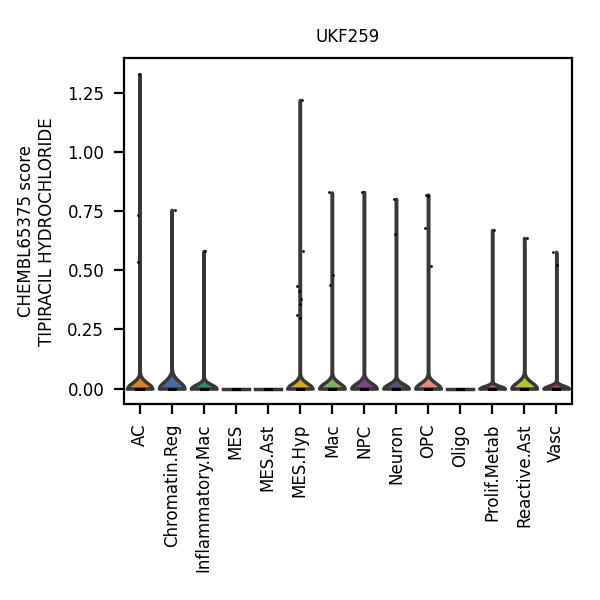 UKF259
CHEMBL65375 score
TIPIRACIL HYDROCHLORIDE
1.25
1.00
0.75
0.50
0.25
0.00
AC
Chromatin.Reg
Inflammatory.Mac
MES
MES.Ast
MES.Hyp
Mac
NPC
Neuron
OPC
Oligo
Prolif.Metab
Reactive.Ast
Vasc